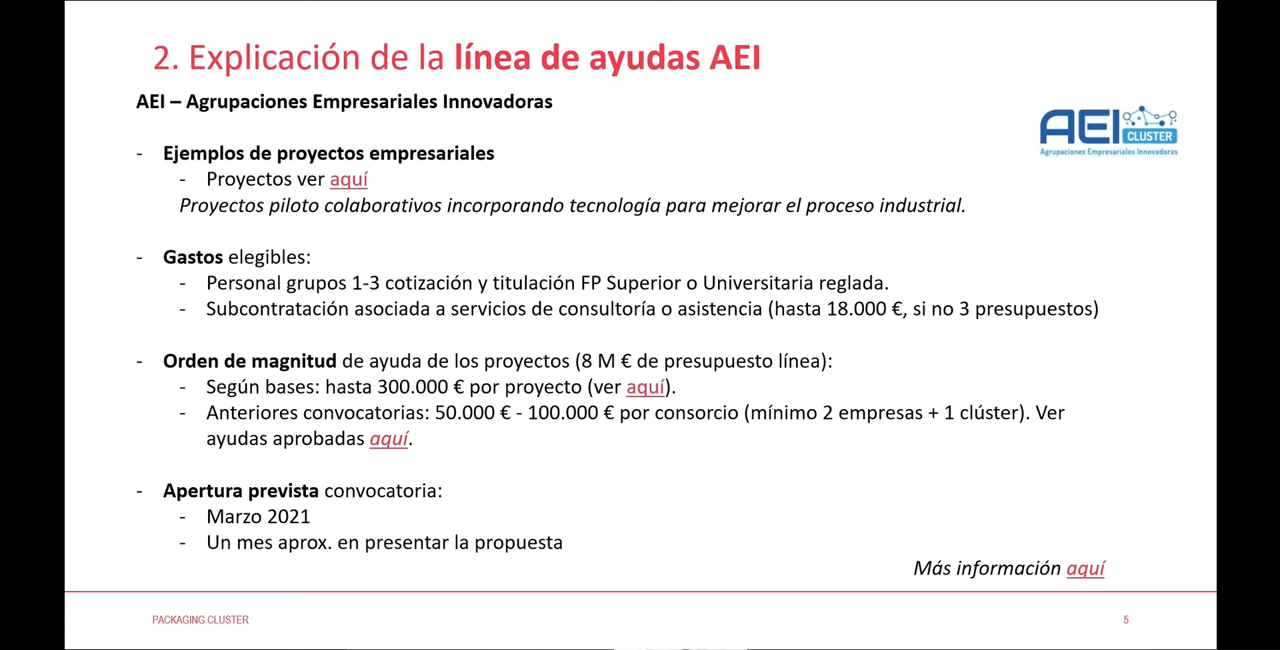 2. Explicación de la línea de ayudas AEI
AEI – Agrupaciones Empresariales Innovadoras
AEI CLUSTER
Agrupaciones Empresariales Innovadoras
- Ejemplos de proyectos empresariales
- Proyectos ver aquí
Proyectos piloto colaborativos incorporando tecnología para mejorar el proceso industrial.
- Gastos elegibles:
- Personal grupos 1-3 cotización y titulación FP Superior o Universitaria reglada.
- Subcontratación asociada a servicios de consultoría o asistencia (hasta 18.000 €, si no 3 presupuestos)
- Orden de magnitud de ayuda de los proyectos (8 M € de presupuesto línea):
- Según bases: hasta 300.000 € por proyecto (ver aquí).
- Anteriores convocatorias: 50.000 € - 100.000 € por consorcio (mínimo 2 empresas + 1 clúster). Ver
ayudas aprobadas aquí.
- Apertura prevista convocatoria:
- Marzo 2021
- Un mes aprox. en presentar la propuesta
Más información aquí
PACKAGING CLUSTER
5